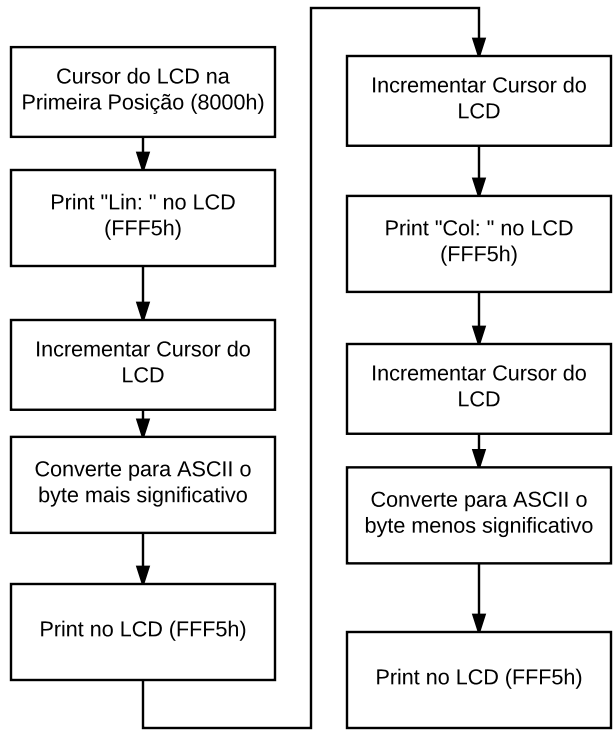 Cursor do LCD na
Primeira Posição (8000h)
Print "Lin: " no LCD
(FFF5h)
Incrementar Cursor do
LCD
Converte para ASCII o
byte mais significativo
Print no LCD (FFF5h)
Incrementar Cursor do
LCD
Print "Col: " no LCD
(FFF5h)
Incrementar Cursor do
LCD
Converte para ASCII o
byte menos significativo
Print no LCD (FFF5h)